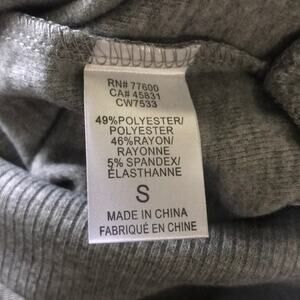 RN# 77600
CA# 45831
CW7533
49%POLYESTER/
POLYESTER
46%RAYON/
RAYONNE
5% SPANDEX/
ÉLASTHANNE
S
MADE IN CHINA
FABRIQUÉ EN CHINE